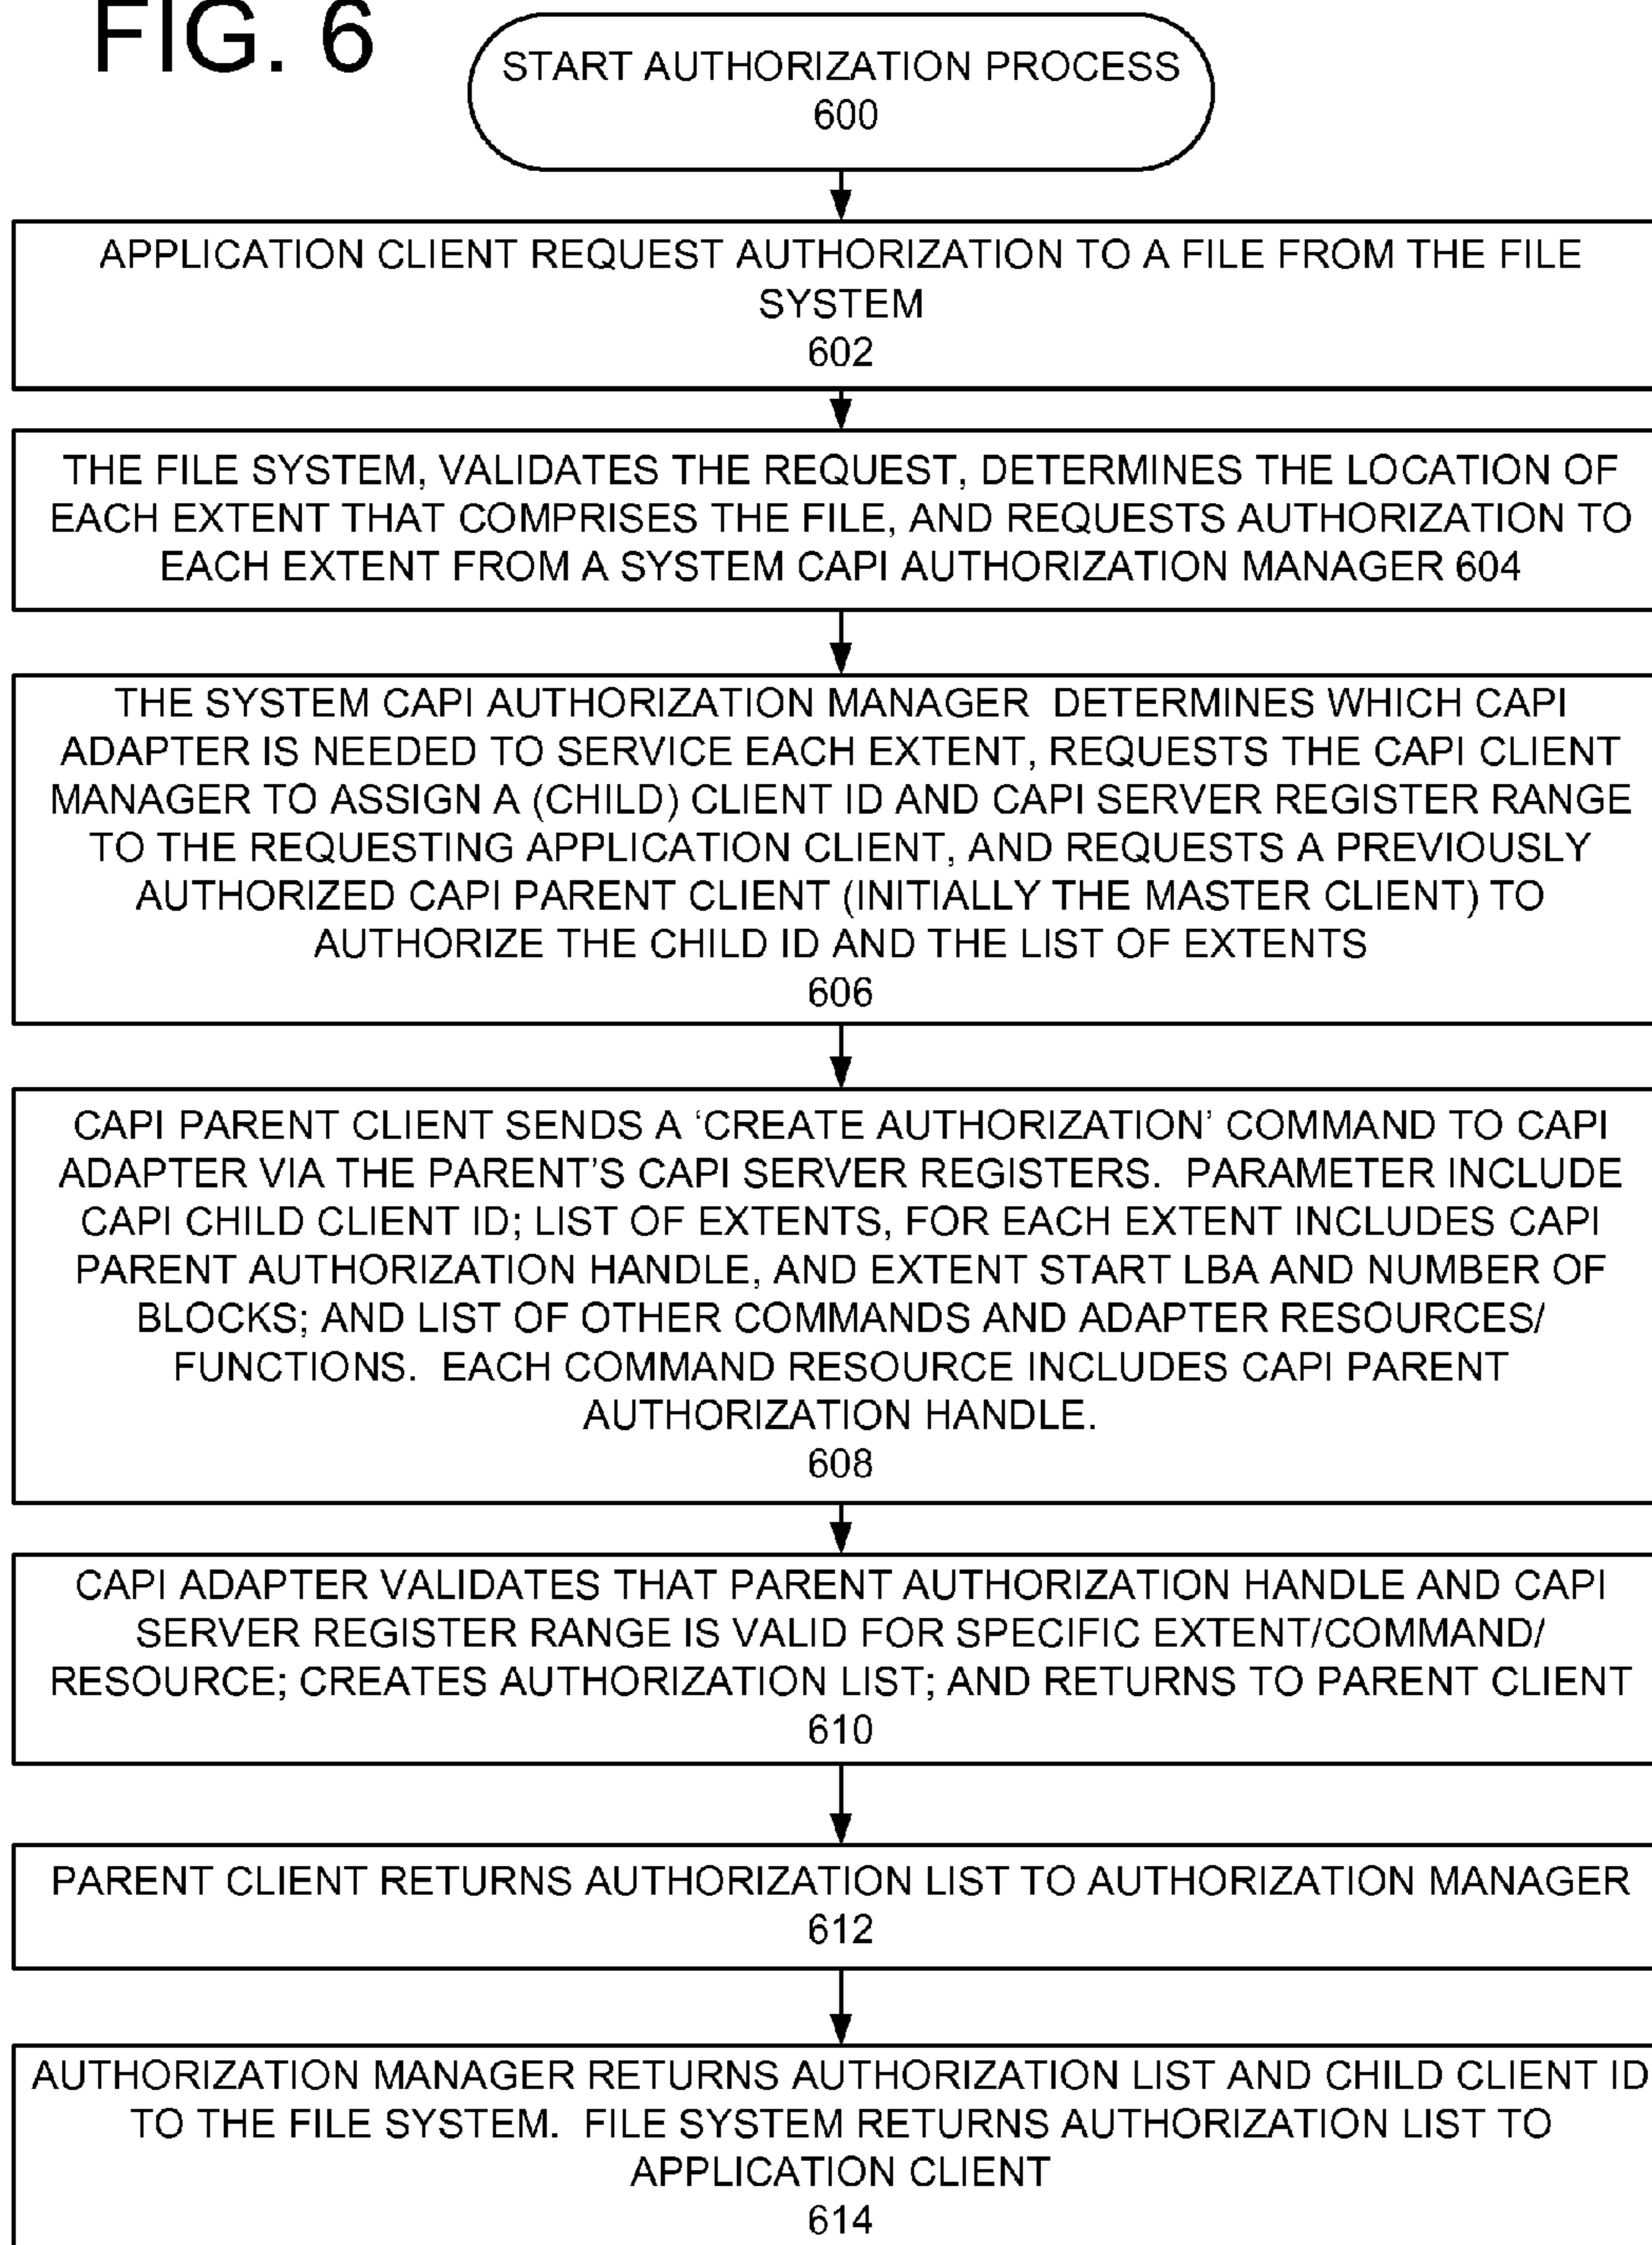 FIG. 6
START AUTHORIZATION PROCESS
600
APPLICATION CLIENT REQUEST AUTHORIZATION TO A FILE FROM THE FILE
SYSTEM
602
THE FILE SYSTEM, VALIDATES THE REQUEST, DETERMINES THE LOCATION OF
EACH EXTENT THAT COMPRISES THE FILE, AND REQUESTS AUTHORIZATION TO
EACH EXTENT FROM A SYSTEM CAPI AUTHORIZATION MANAGER 604
THE SYSTEM CAPI AUTHORIZATION MANAGER DETERMINES WHICH CAPI
ADAPTER IS NEEDED TO SERVICE EACH EXTENT, REQUESTS THE CAPI CLIENT
MANAGER TO ASSIGN A (CHILD) CLIENT ID AND CAPI SERVER REGISTER RANGE
TO THE REQUESTING APPLICATION CLIENT, AND REQUESTS A PREVIOUSLY
AUTHORIZED CAPI PARENT CLIENT (INITIALLY THE MASTER CLIENT) TO
AUTHORIZE THE CHILD ID AND THE LIST OF EXTENTS
606
CAPI PARENT CLIENT SENDS A ‘CREATE AUTHORIZATION’ COMMAND TO CAPI
ADAPTER VIA THE PARENT’S CAPI SERVER REGISTERS. PARAMETER INCLUDE
CAPI CHILD CLIENT ID; LIST OF EXTENTS, FOR EACH EXTENT INCLUDES CAPI
PARENT AUTHORIZATION HANDLE, AND EXTENT START LBA AND NUMBER OF
BLOCKS; AND LIST OF OTHER COMMANDS AND ADAPTER RESOURCES/
FUNCTIONS. EACH COMMAND RESOURCE INCLUDES CAPI PARENT
AUTHORIZATION HANDLE.
608
CAPI ADAPTER VALIDATES THAT PARENT AUTHORIZATION HANDLE AND CAPI
SERVER REGISTER RANGE IS VALID FOR SPECIFIC EXTENT/COMMAND/
RESOURCE; CREATES AUTHORIZATION LIST; AND RETURNS TO PARENT CLIENT
610
PARENT CLIENT RETURNS AUTHORIZATION LIST TO AUTHORIZATION MANAGER
612
AUTHORIZATION MANAGER RETURNS AUTHORIZATION LIST AND CHILD CLIENT ID
TO THE FILE SYSTEM. FILE SYSTEM RETURNS AUTHORIZATION LIST TO
APPLICATION CLIENT
614